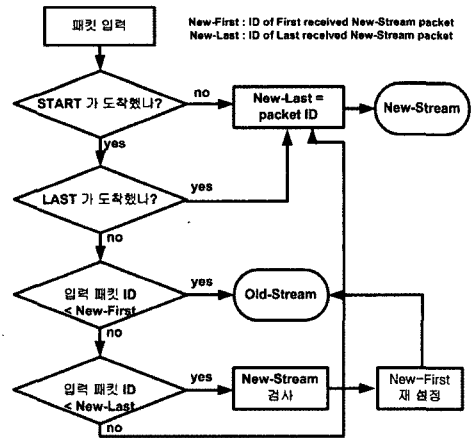 패킷 입력
New-First : ID of First received New-Stream packet
New-Last : ID of Last received New-Stream packet
START 가 도착했나?
no
New-Last =
packet ID
New-Stream
yes
LAST 가 도착했나?
yes
no
입력 패킷 ID
< New-First
yes
Old-Stream
no
입력 패킷 ID
< New-Last
yes
New-Stream
검사
New-First
재 설정
no